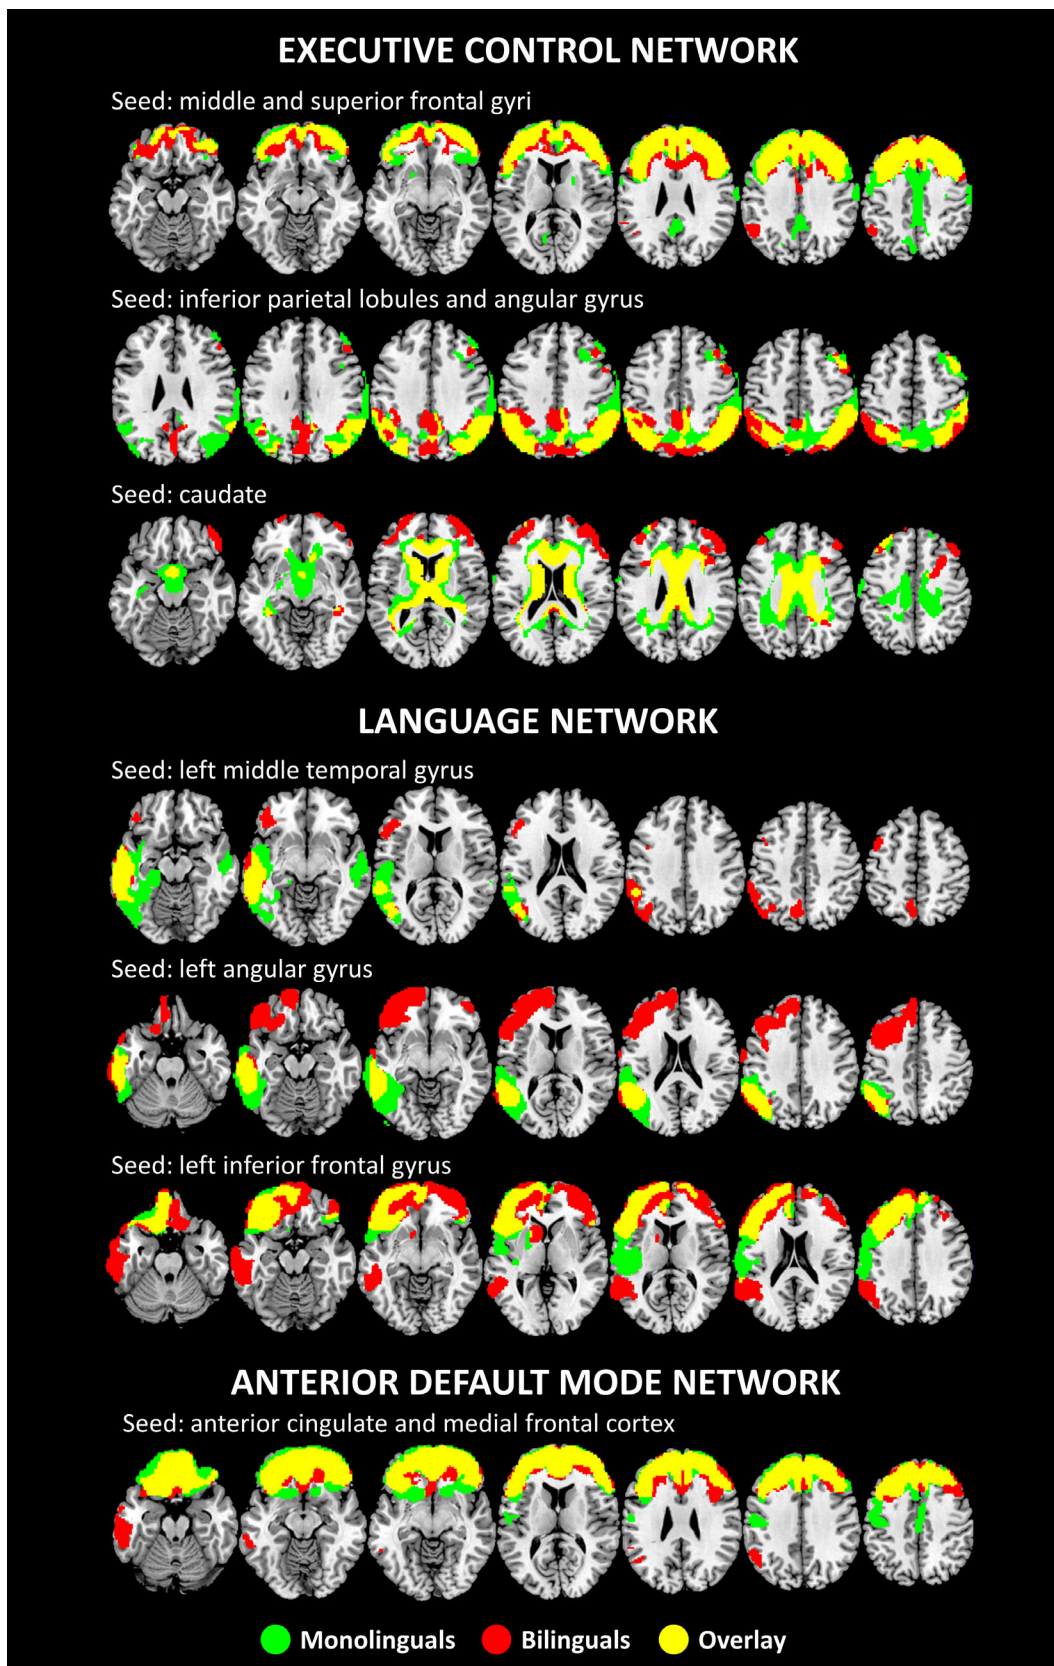 EXECUTIVE CONTROL NETWORK
Seed: middle and superior frontal gyri
Seed: inferior parietal lobules and angular gyrus
Seed: caudate
LANGUAGE NETWORK
Seed: left middle temporal gyrus
Seed: left angular gyrus
Seed: left inferior frontal gyrus
ANTERIOR DEFAULT MODE NETWORK
Seed: anterior cingulate and medial frontal cortex
Monolinguals Bilinguals Overlay